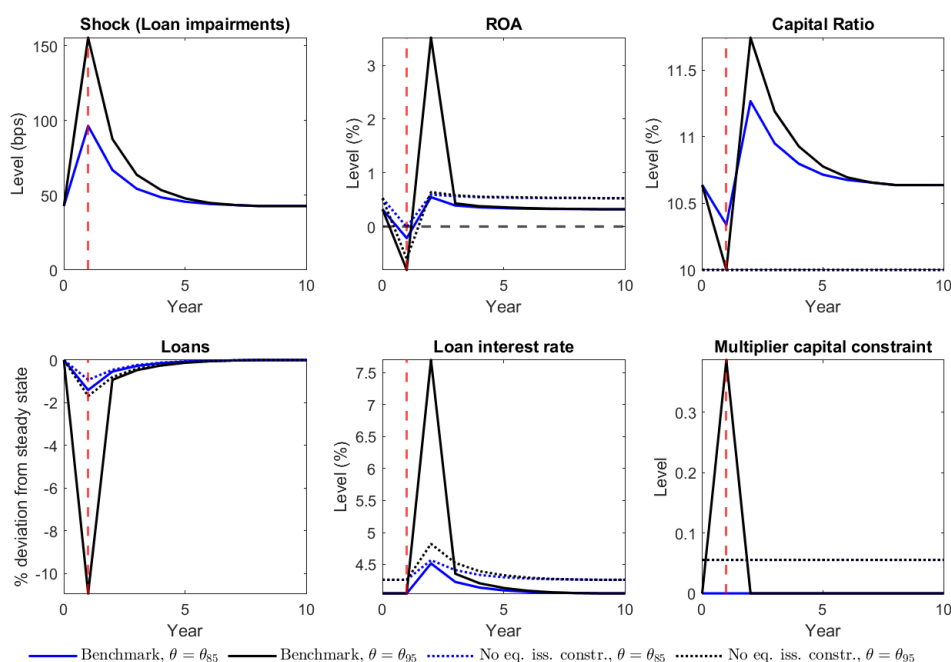 Shock (Loan impairments)
150
100
50
0
Level (bps)
0
5
10
Year
ROA
3
2
1
0
Level (%)
0
5
10
Year
Capital Ratio
11.5
11
10.5
10
Level (%)
0
5
10
Year
Loans
0
-2
-4
-6
-8
-10
% deviation from steady state
0
5
10
Year
Loan interest rate
7.5
7
6.5
6
5.5
5
4.5
Level (%)
0
5
10
Year
Multiplier capital constraint
0.3
0.2
0.1
0
Level
0
5
10
Year
Benchmark, θ = θ85
Benchmark, θ = θ95
No eq. iss. constr., θ = θ85
No eq. iss. constr., θ = θ95